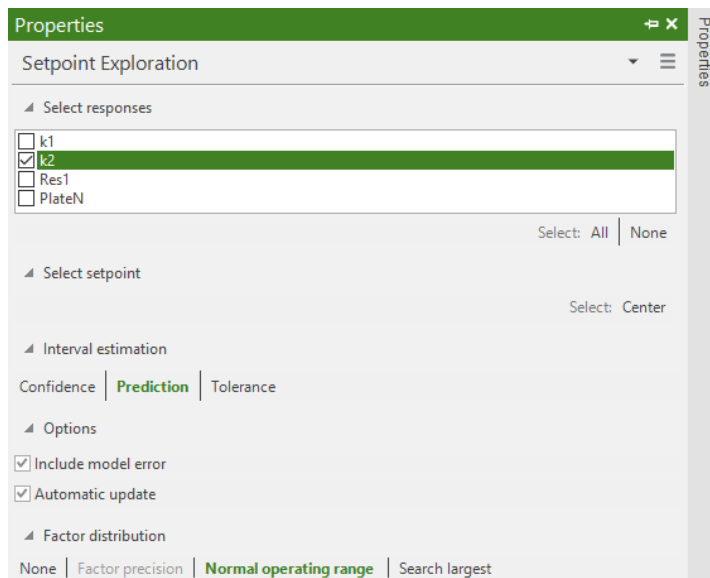 Properties
Properties
Setpoint Exploration
Select responses
k1
k2
Res1
PlateN
Select: All | None
Select setpoint
Select: Center
Interval estimation
Confidence | Prediction | Tolerance
Options
Include model error
Automatic update
Factor distribution
None | Factor precision | Normal operating range | Search largest